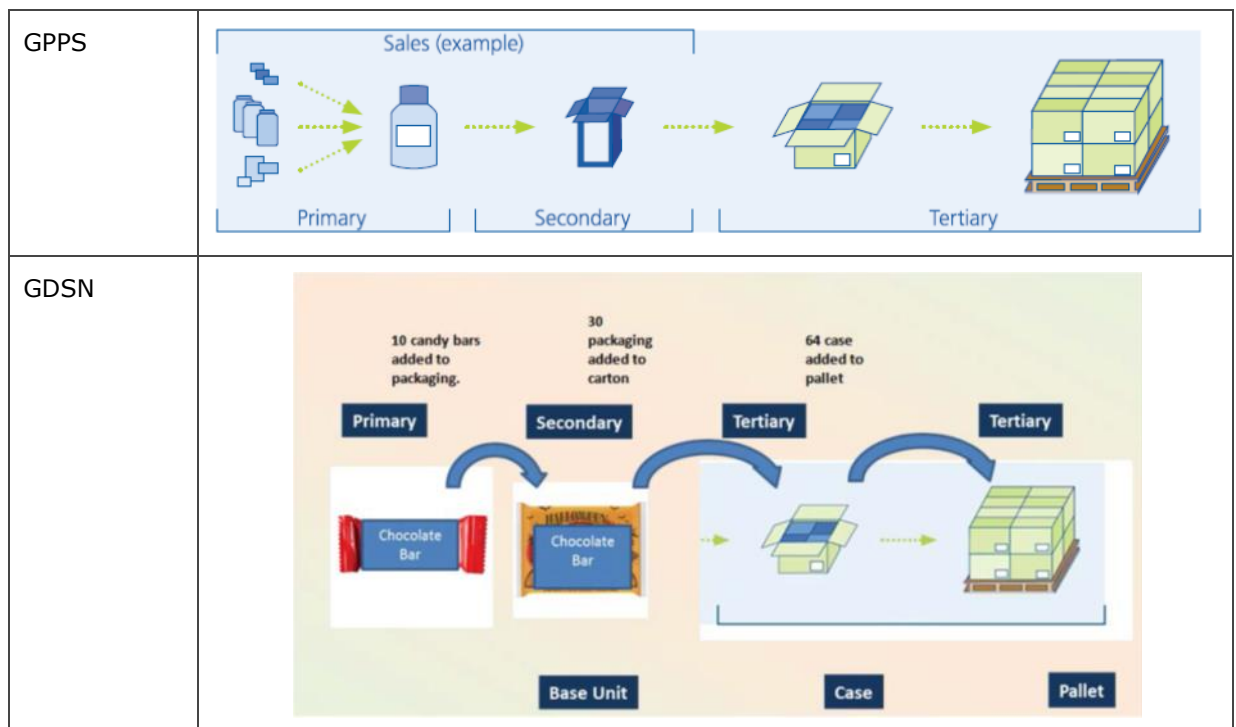 GPPS
Sales (example)
Primary
Secondary
Tertiary
GDSN
10 candy bars
added to
packaging.
30
packaging
added to
carton
64 case
added to
pallet
Primary
Secondary
Tertiary
Tertiary
Chocolate
Bar
HALLOWEEN
Chocolate
Bar
Base Unit
Case
Pallet